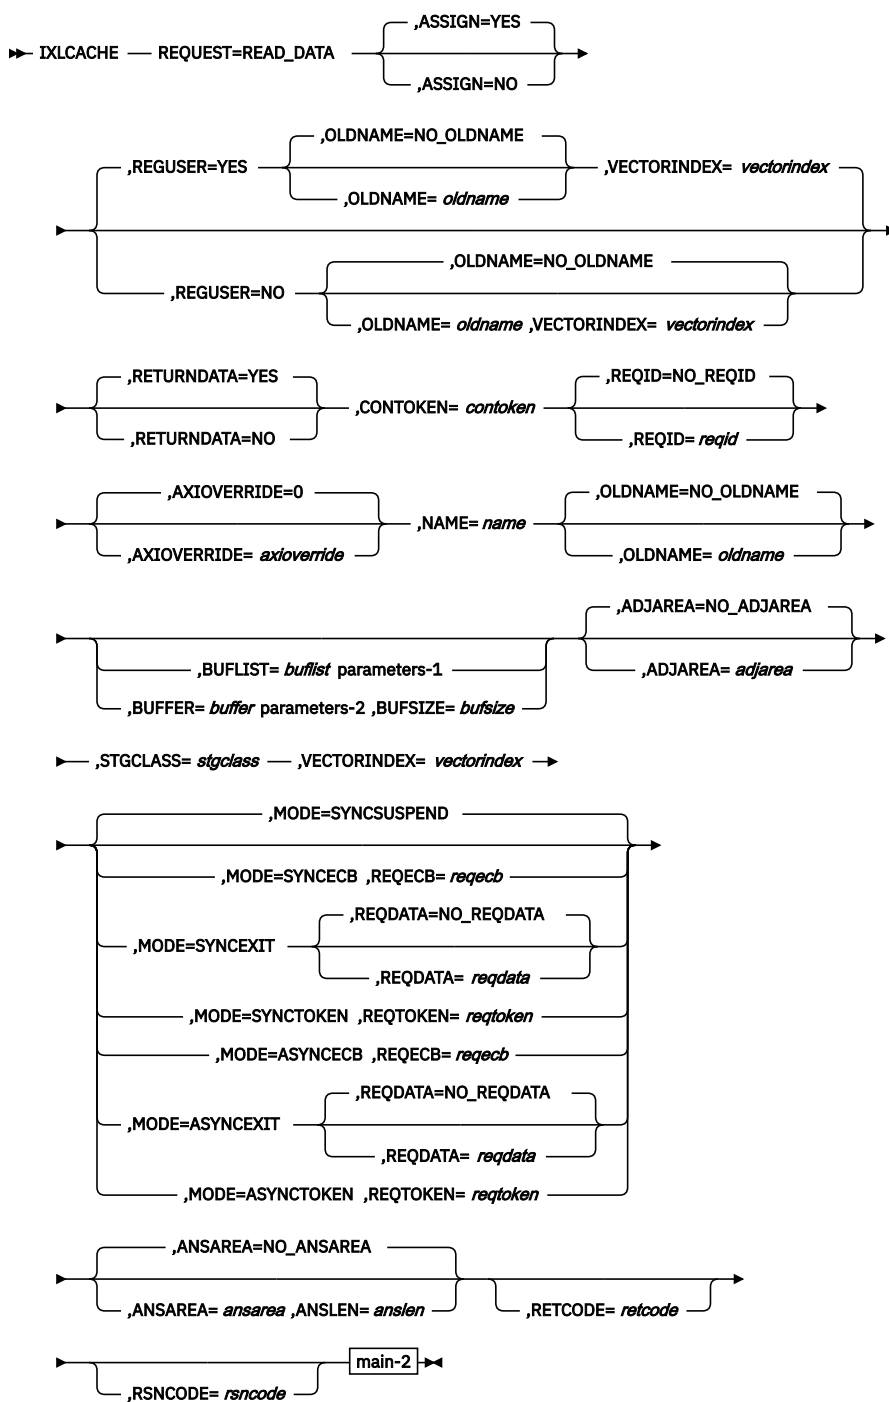 ,ASSIGN=YES
IXLCACHE REQUEST=READ_DATA
,ASSIGN=NO
,OLDNAME=NO_OLDNAME
,REGUSER=YES ,VECTORINDEX= vectorindex
,OLDNAME= oldname
,OLDNAME=NO_OLDNAME
,REGUSER=NO
,OLDNAME= oldname ,VECTORINDEX= vectorindex
,RETURNDATA=YES ,REQID=NO_REQID
,CONTOKEN= contoken
,RETURNDATA=NO ,REQID= reqid
,AXIOVERRIDE=0 ,OLDNAME=NO_OLDNAME
,NAME= name
,AXIOVERRIDE= axioverride ,OLDNAME= oldname
,ADJAREA=NO_ADJAREA
,BUFLIST= buflist parameters-1 ,ADJAREA= adjarea
,BUFFER= buffer parameters-2 ,BUFSIZE= bufsize
,STGCLASS= stgclass ,VECTORINDEX= vectorindex
,MODE=SYNCSUSPEND
,MODE=SYNCECB ,REQECB= reqecb
,REQDATA=NO_REQDATA
,MODE=SYNCEXIT
,REQDATA= reqdata
,MODE=SYNCTOKEN ,REQTOKEN= reqtoken
,MODE=ASYNCECB ,REQECB= reqecb
,REQDATA=NO_REQDATA
,MODE=ASYNCEXIT
,REQDATA= reqdata
,MODE=ASYNCTOKEN ,REQTOKEN= reqtoken
,ANSAREA=NO_ANSAREA
,ANSAREA= ansarea ,ANSLEN= anslen ,RETCODE= retcode
main-2
,RSNCODE= rsncode